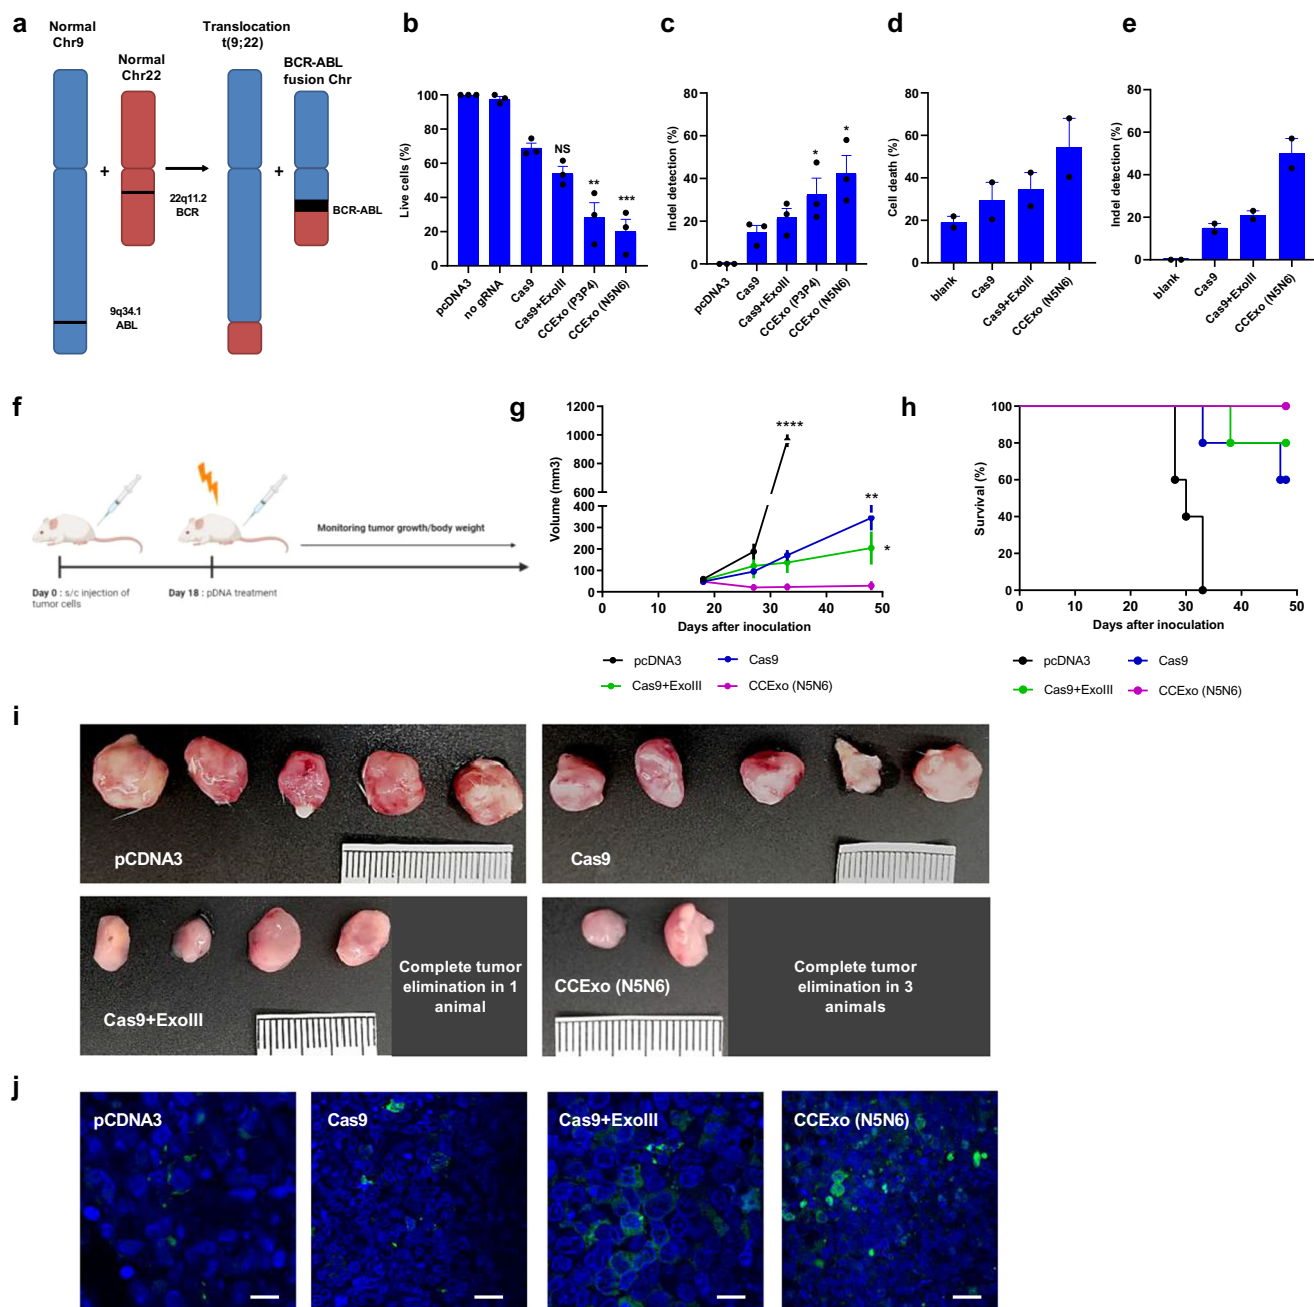 a
Normal
Chr9
Normal
Chr22
Translocation
t(9;22)
BCR-ABL
fusion Chr
+
22q11.2
BCR
+
BCR-ABL
9q34.1
ABL
b
Live cells (%)
100
80
60
40
20
0
NS
**
***
pcDNA3
no gRNA
Cas9
Cas9+ExoIII
CCExo (P3P4)
CCExo (N5N6)
c
Indel detection (%)
80
60
40
20
0
*
*
pcDNA3
Cas9
Cas9+ExoIII
CCExo (P3P4)
CCExo (N5N6)
d
Cell death (%)
80
60
40
20
0
blank
Cas9
Cas9+ExoIII
CCExo (N5N6)
e
Indel detection (%)
80
60
40
20
0
blank
Cas9
Cas9+ExoIII
CCExo (N5N6)
f
Monitoring tumor growth/body weight
Day 0 : s/c injection of
tumor cells
Day 18 : pDNA treatment
g
Volume (mm3)
1200
1000
800
600
400
300
200
100
0
****
**
*
0 10 20 30 40 50
Days after inoculation
pcDNA3
Cas9
Cas9+ExoIII
CCExo (N5N6)
h
Survival (%)
100
80
60
40
20
0
0 10 20 30 40 50
Days after inoculation
pcDNA3
Cas9
Cas9+ExoIII
CCExo (N5N6)
i
pCDNA3
Cas9
Cas9+ExoIII
Complete tumor
elimination in 1
animal
CCExo (N5N6)
Complete tumor
elimination in 3
animals
j
pCDNA3
Cas9
Cas9+ExoIII
CCExo (N5N6)